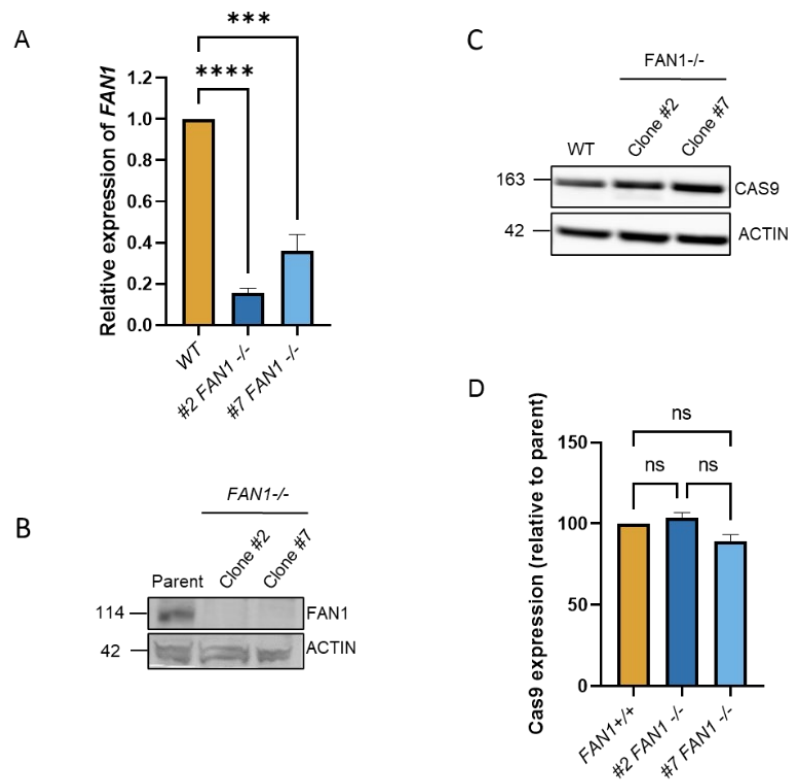 A
Relative expression of FAN1
1.2
1.0
0.8
0.6
0.4
0.2
0.0
***
****
WT
#2 FAN1 -/-
#7 FAN1 -/-
B
FAN1-/-
Parent
Clone #2
Clone #7
114
FAN1
42
ACTIN
C
FAN1-/-
WT
Clone #2
Clone #7
163
CAS9
42
ACTIN
D
Cas9 expression (relative to parent)
150
100
50
0
ns
ns
ns
FAN1+/+
#2 FAN1 -/-
#7 FAN1 -/-